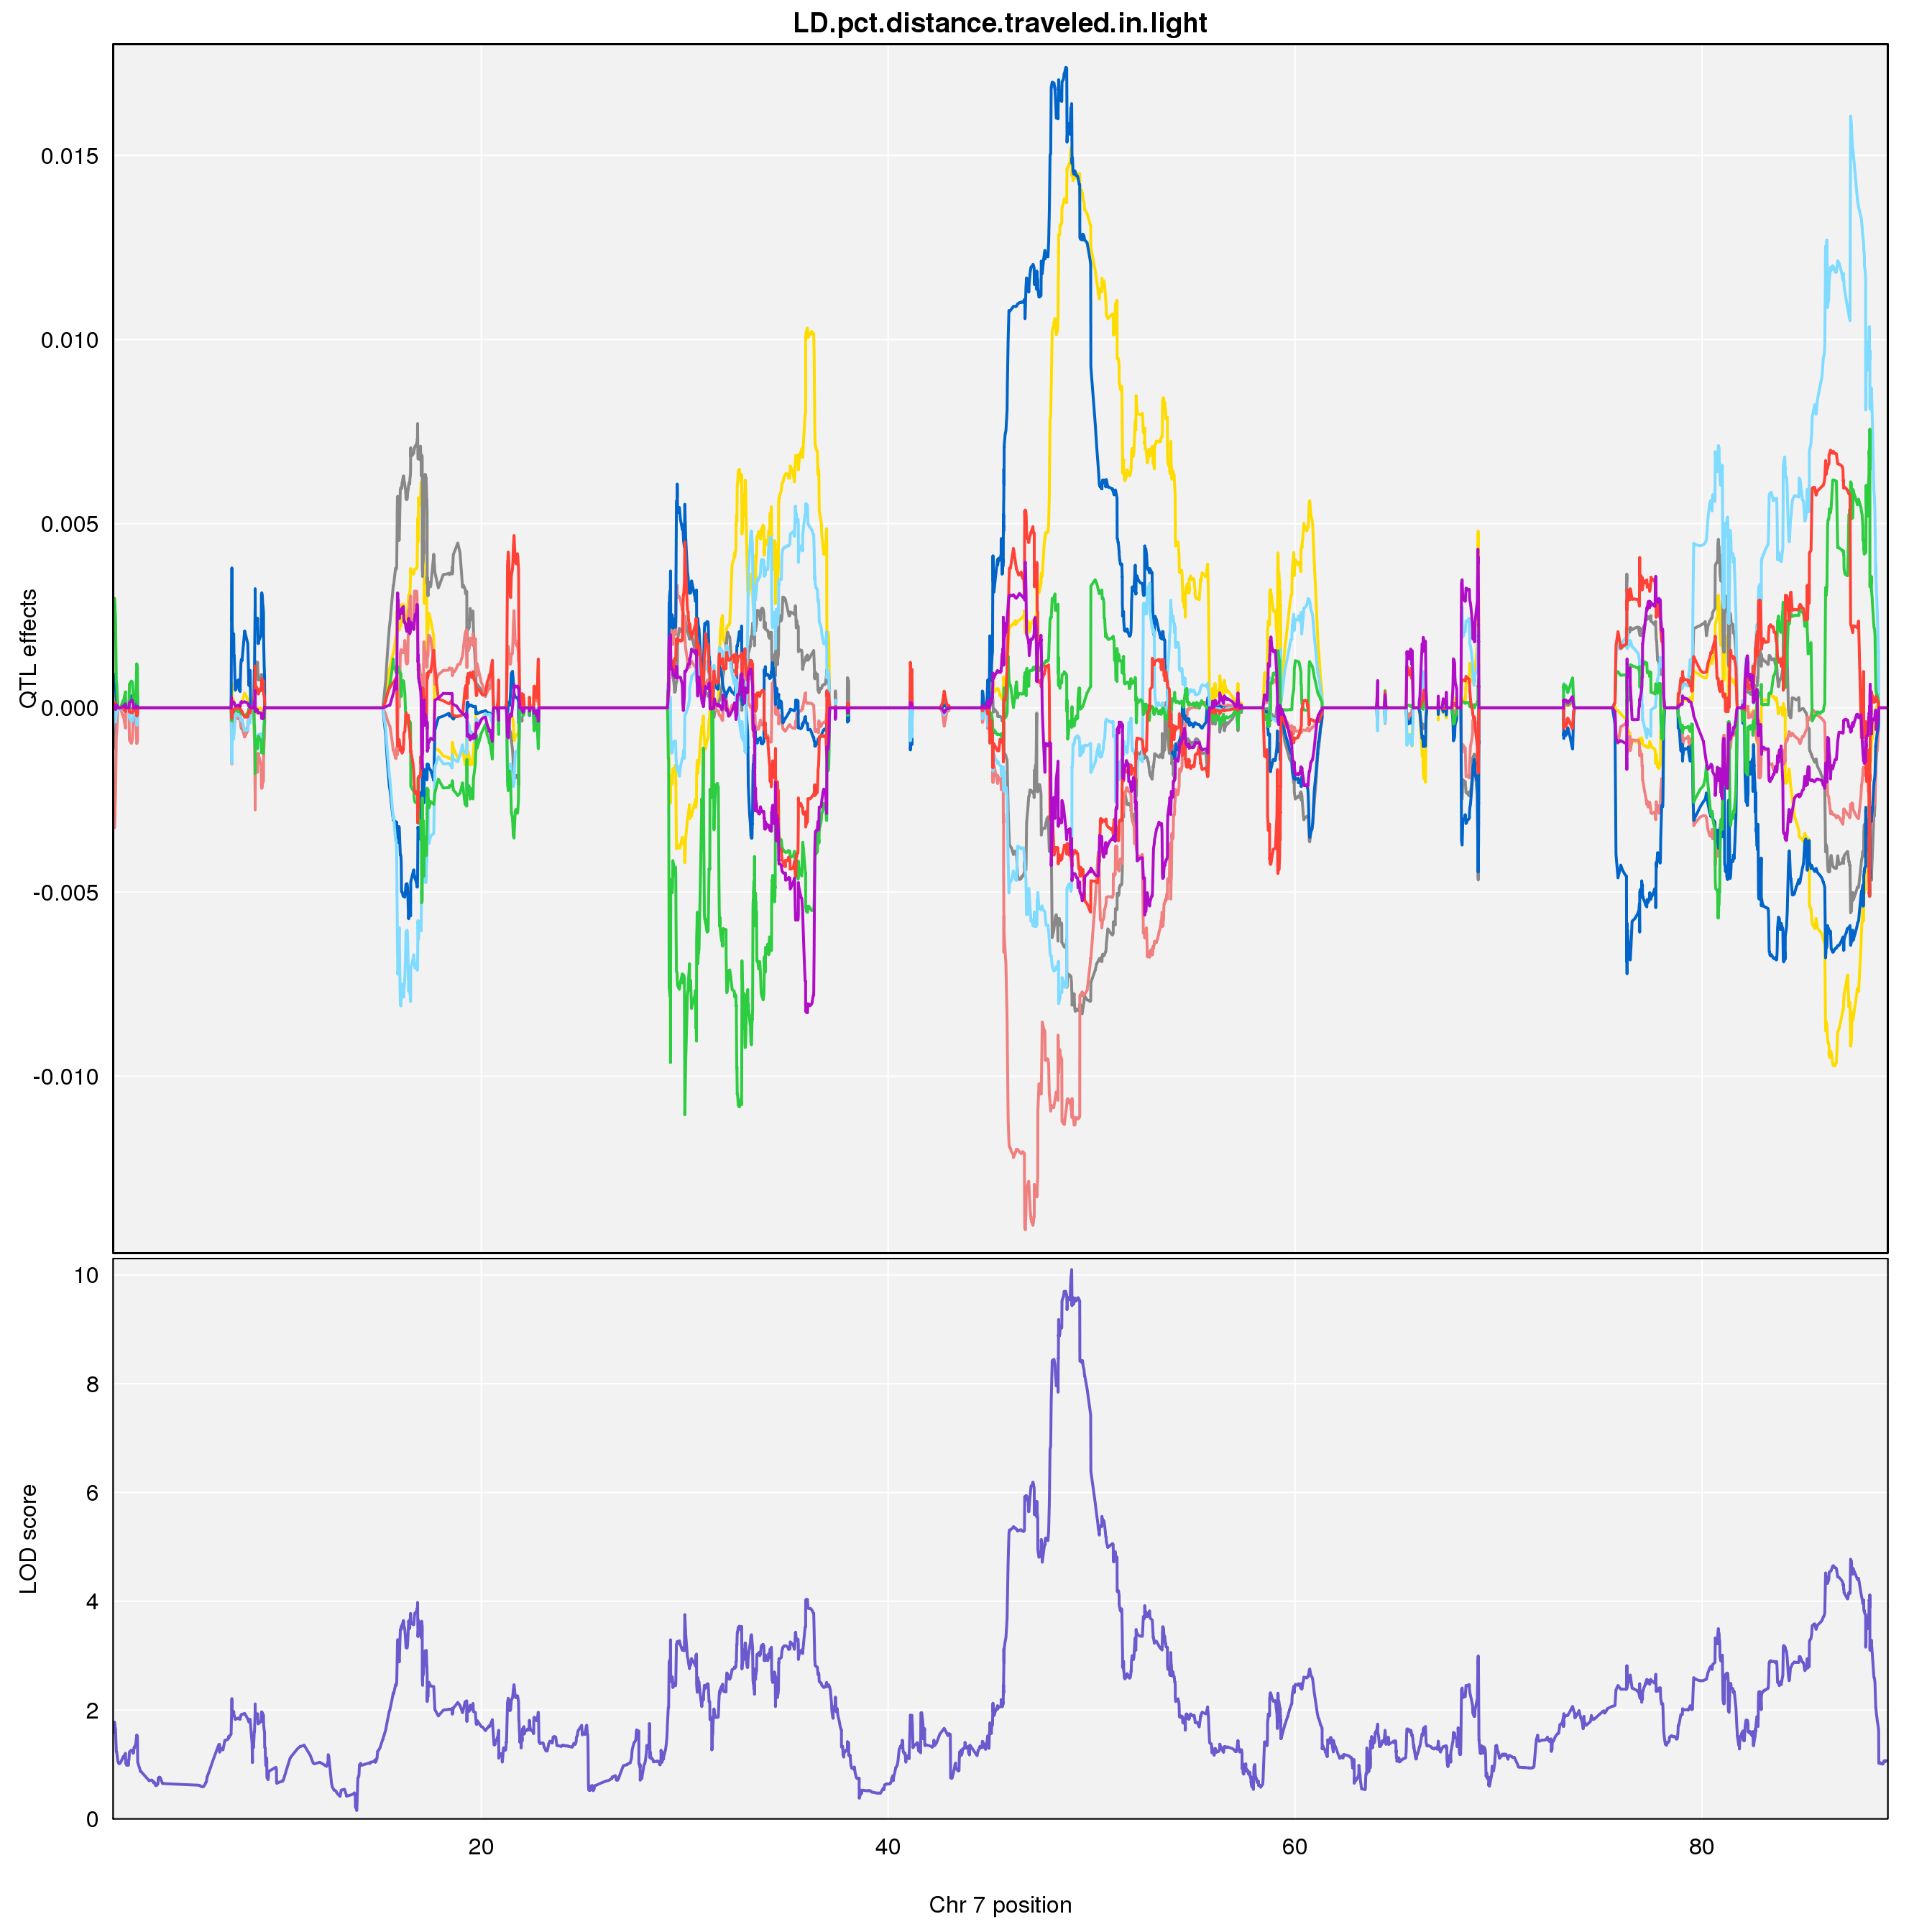 LD.pct.distance.traveled.in.light
QTL effects
0.015
0.010
0.005
0.000
-0.005
-0.010
LOD score
10
8
6
4
2
0
20 40 60 80
Chr 7 position